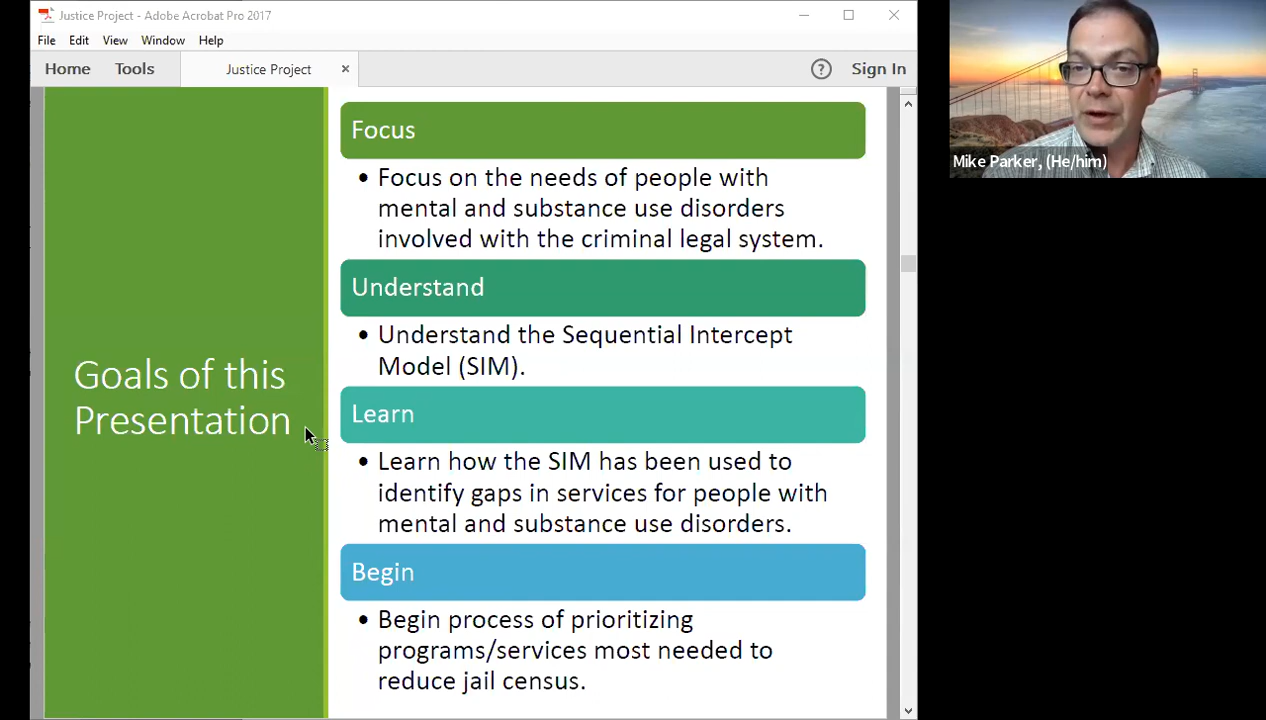 Justice Project - Adobe Acrobat Pro 2017
File Edit View Window Help
Home Tools Justice Project × ? Sign In
Goals of this
Presentation
Focus
• Focus on the needs of people with
mental and substance use disorders
involved with the criminal legal system.
Understand
• Understand the Sequential Intercept
Model (SIM).
Learn
• Learn how the SIM has been used to
identify gaps in services for people with
mental and substance use disorders.
Begin
• Begin process of prioritizing
programs/services most needed to
reduce jail census.
Mike Parker, (He/him)